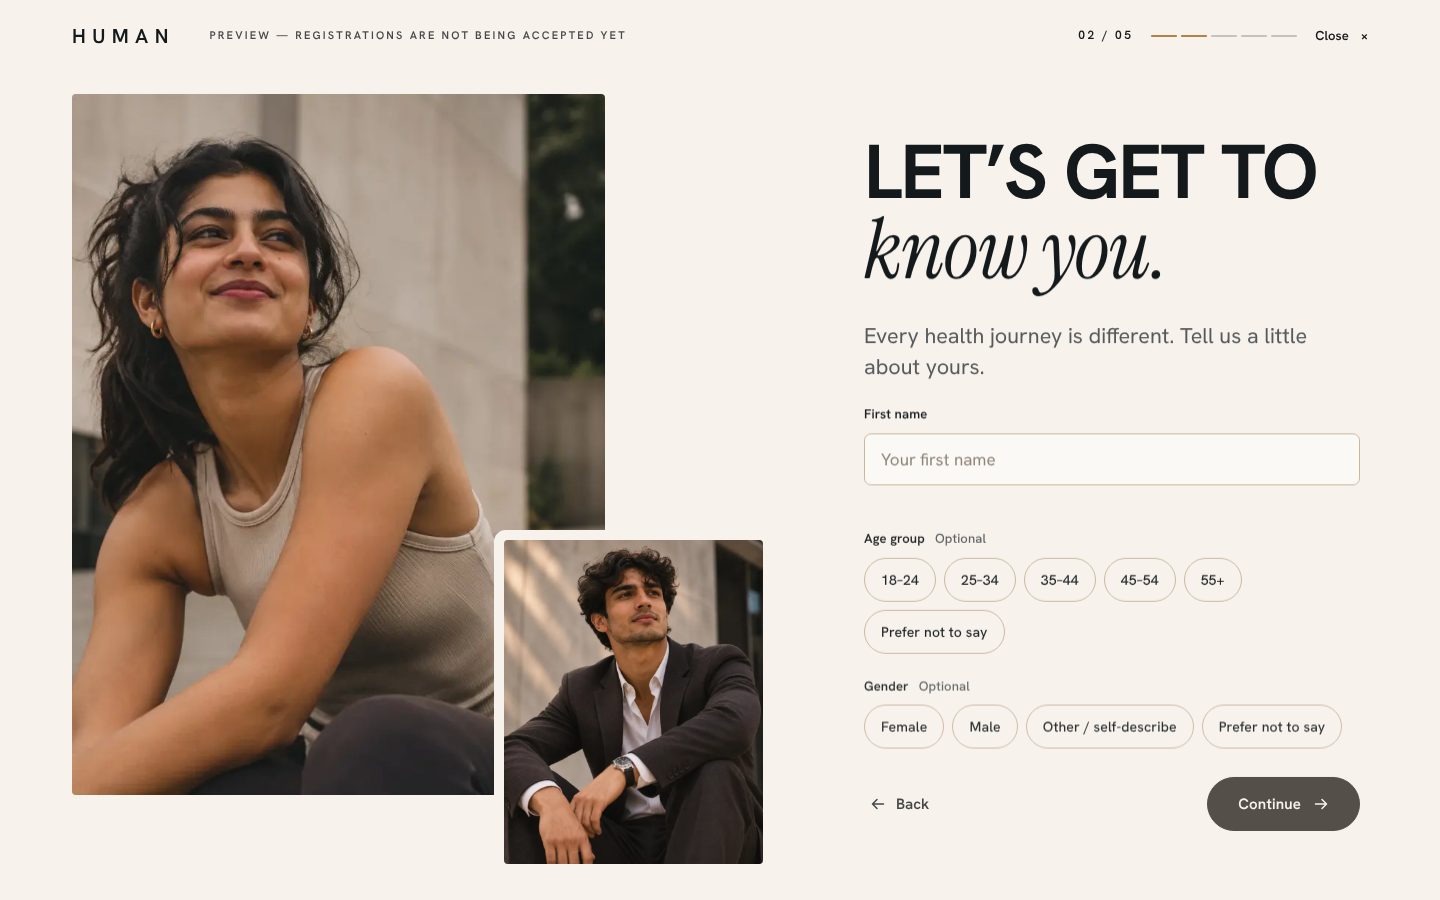 HUMAN
PREVIEW — REGISTRATIONS ARE NOT BEING ACCEPTED YET
02 / 05
Close ×
LET’S GET TO
know you.
Every health journey is different. Tell us a little
about yours.
First name
Your first name
Age group Optional
18–24 25–34 35–44 45–54 55+
Prefer not to say
Gender Optional
Female Male Other / self-describe Prefer not to say
← Back
Continue →